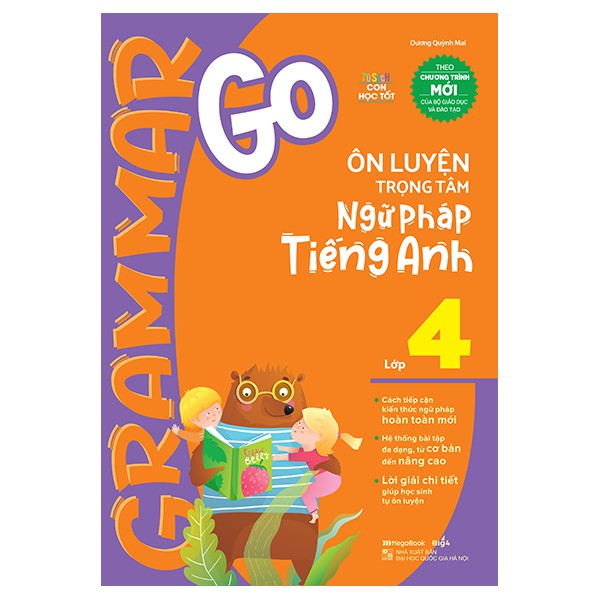 GRAMMAR
GO
Dương Quỳnh Mai
TỦ SÁCH
CON
HỌC TỐT
THEO
CHƯƠNG TRÌNH
MỚI
CỦA BỘ GIÁO DỤC
VÀ ĐÀO TẠO
ÔN LUYỆN
TRỌNG TÂM
Ngữ pháp
Tiếng Anh
Lớp 4
• Cách tiếp cận
kiến thức ngữ pháp
hoàn toàn mới
• Hệ thống bài tập
đa dạng, từ cơ bản
đến nâng cao
• Lời giải chi tiết
giúp học sinh
tự ôn luyện
STRAW
BERRY
MegaBook Big4
NHÀ XUẤT BẢN
ĐẠI HỌC QUỐC GIA HÀ NỘI